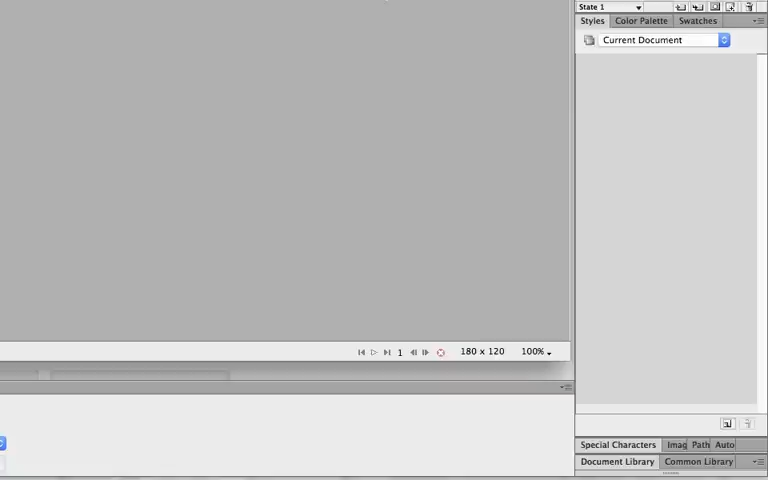 State 1
Styles Color Palette Swatches
Current Document
1 180 x 120 100%
Special Characters Imag Path Auto
Document Library Common Library